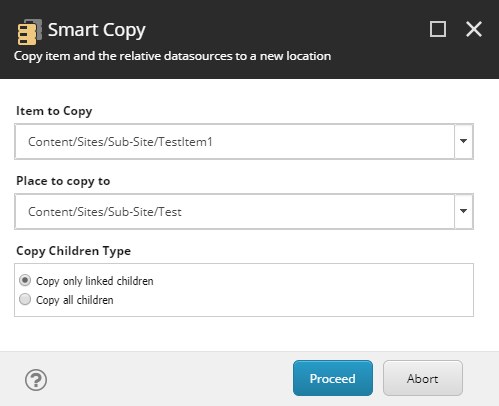 Smart Copy
Copy item and the relative datasources to a new location
Item to Copy
Content/Sites/Sub-Site/TestItem1
Place to copy to
Content/Sites/Sub-Site/Test
Copy Children Type
Copy only linked children
Copy all children
?
Proceed
Abort